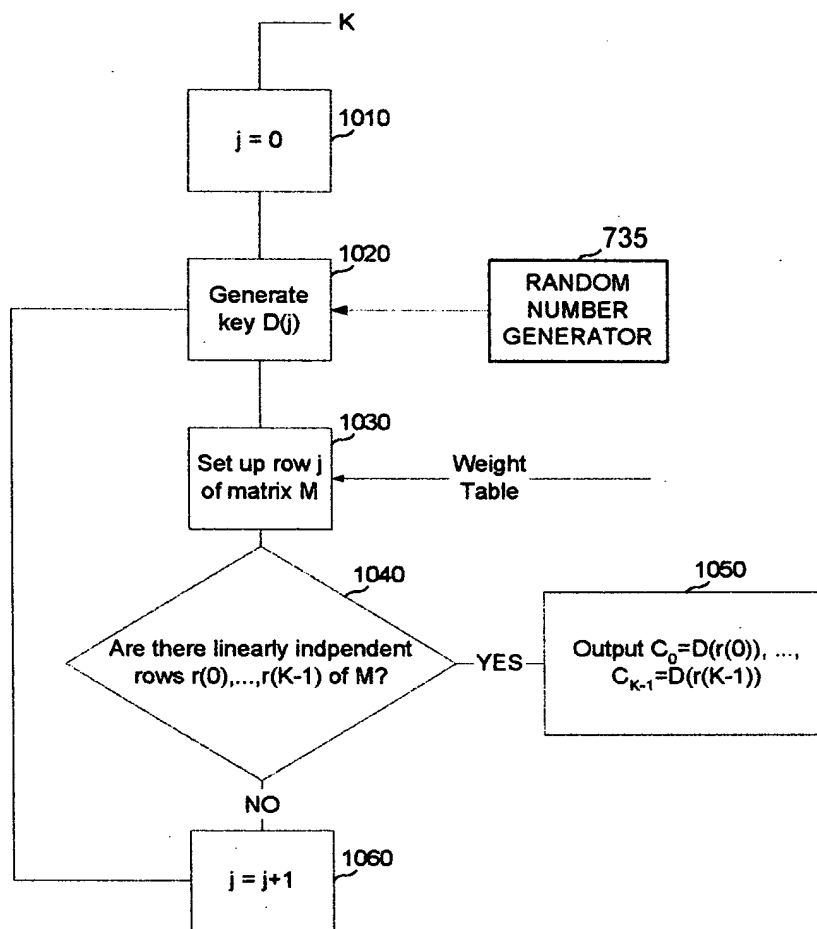 K
1010
j = 0
1020
Generate
key D(j)
735
RANDOM
NUMBER
GENERATOR
1030
Set up row j
of matrix M
Weight
Table
1040
Are there linearly indpendent
rows r(0),...,r(K-1) of M?
YES
1050
Output C₀=D(r(0)), ...,
C_K-1=D(r(K-1))
NO
1060
j = j+1